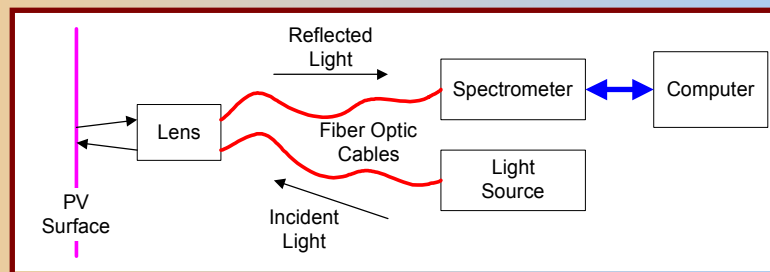 Reflected
Light
Spectrometer
Computer
Lens
Fiber Optic
Cables
Light
Source
PV
Surface
Incident
Light